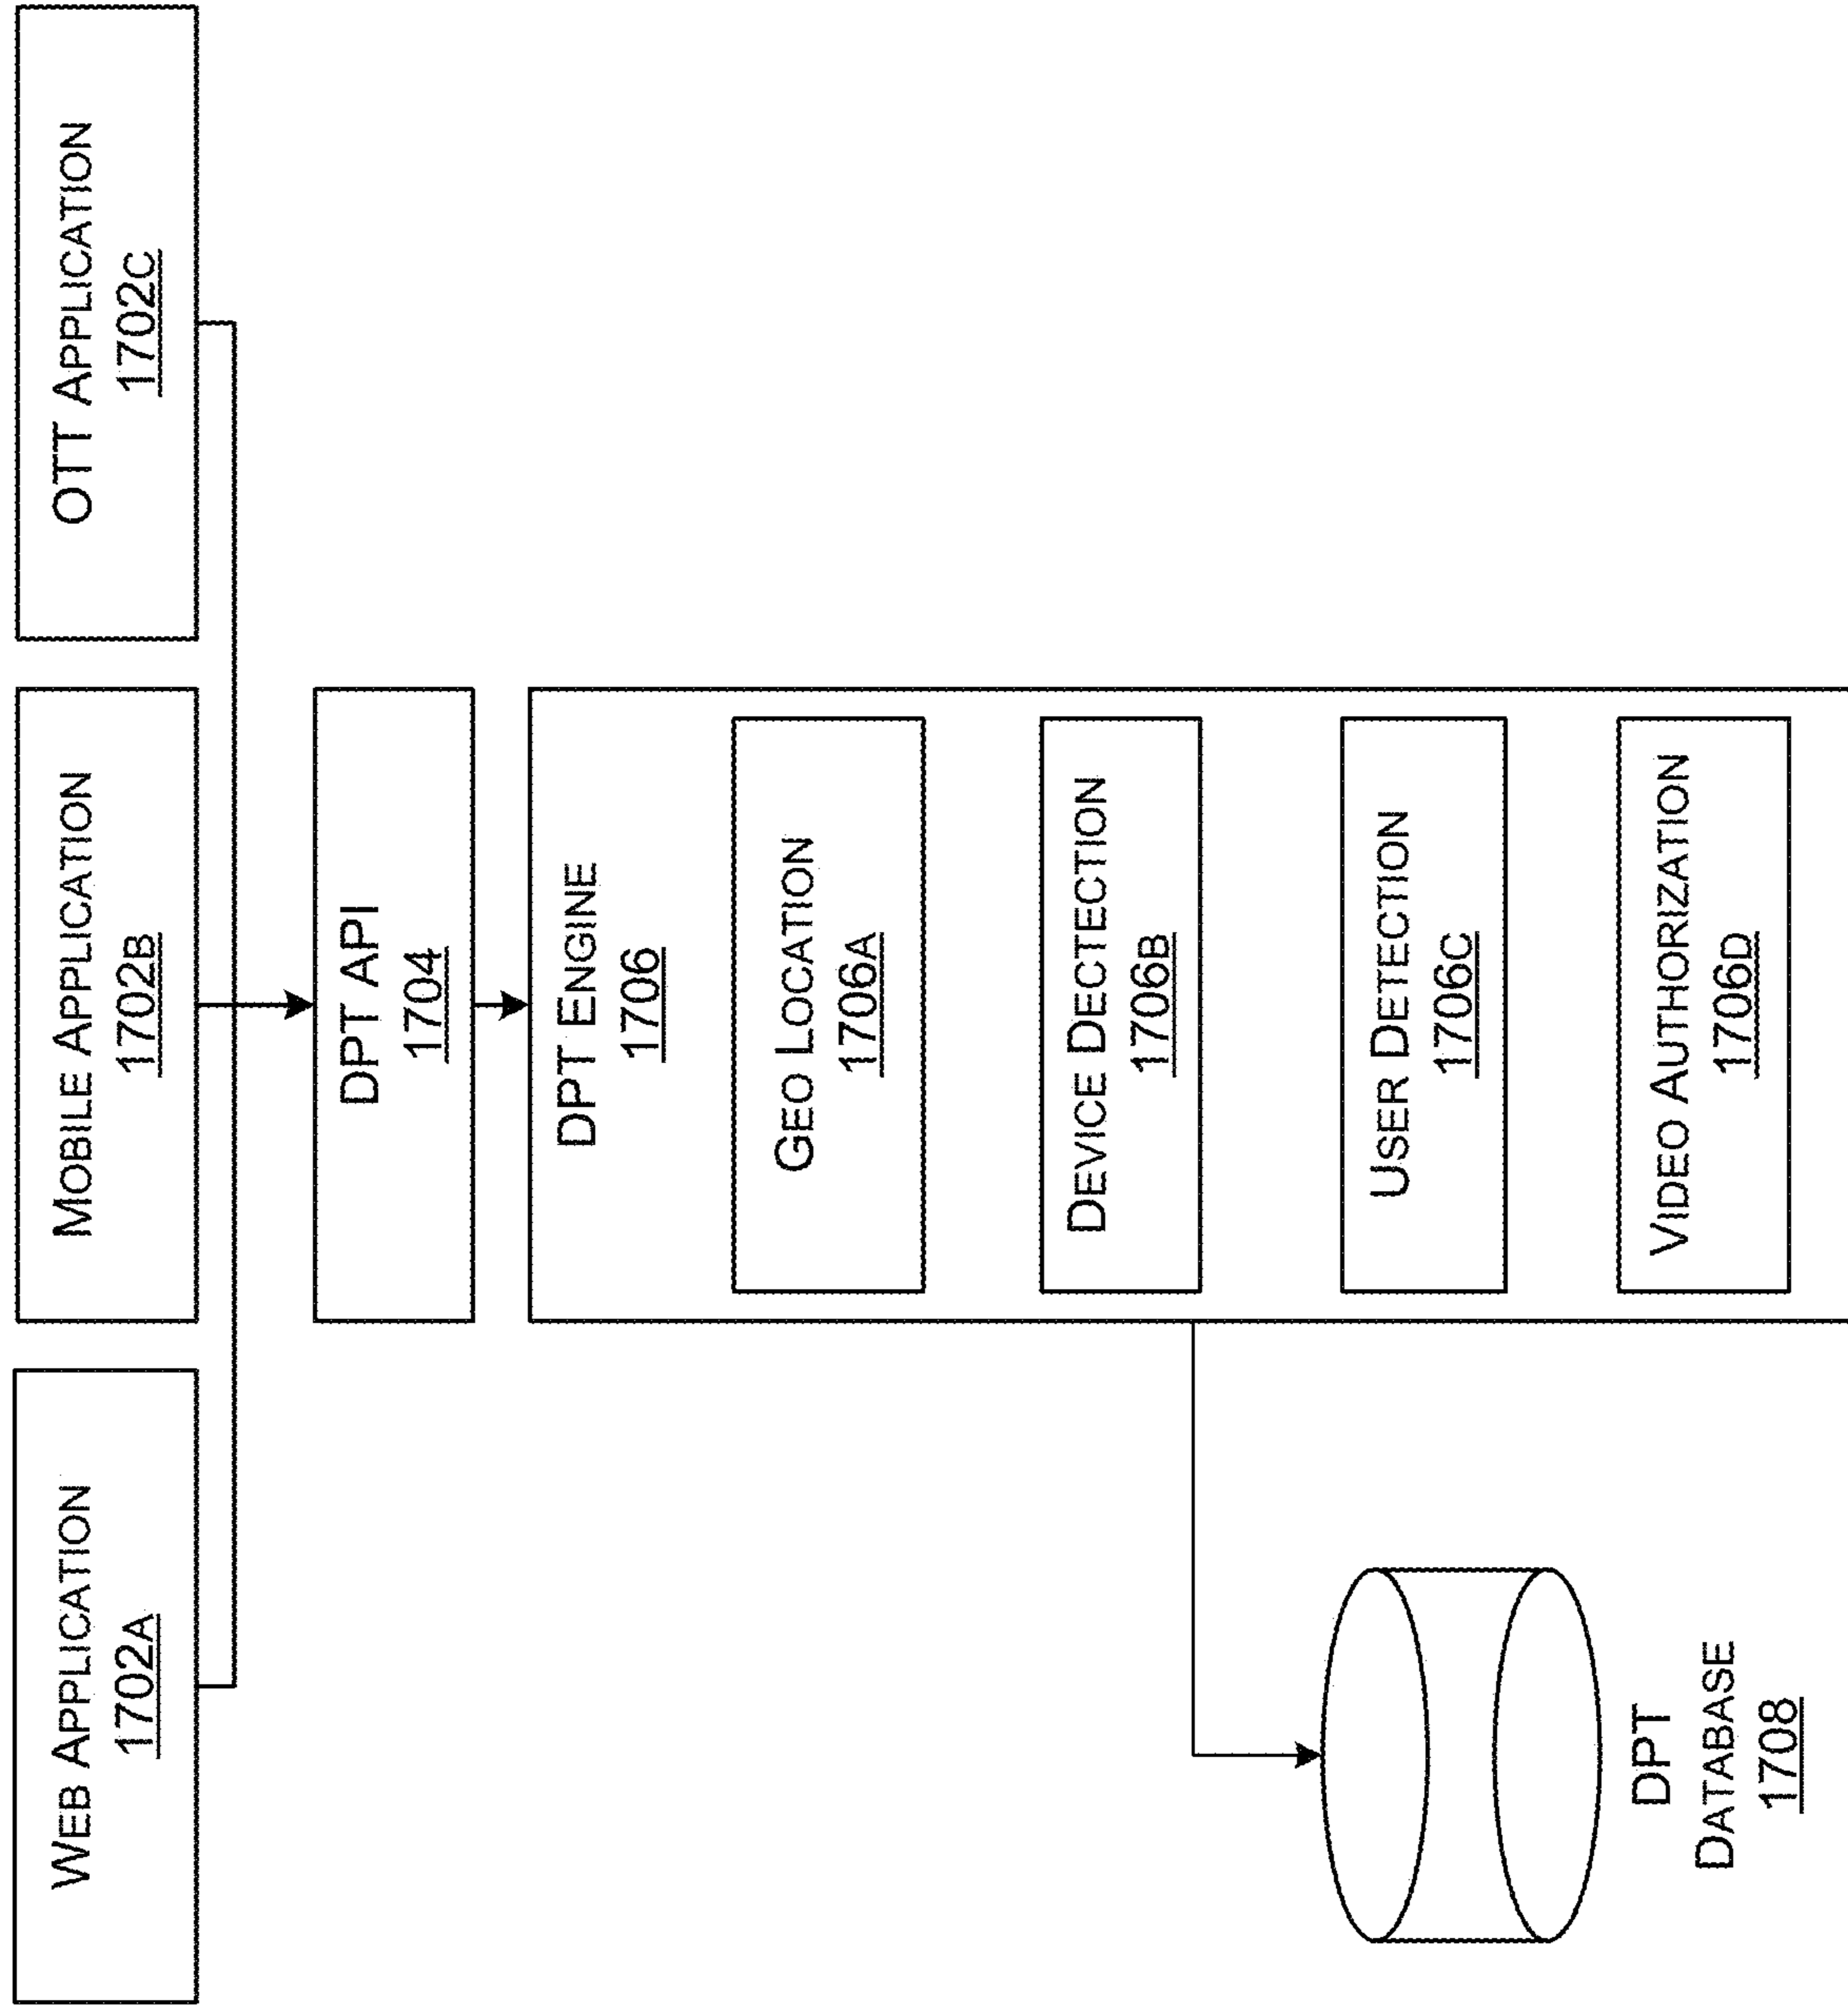 WEB APPLICATION
1702A
MOBILE APPLICATION
1702B
OTT APPLICATION
1702C
DPT API
1704
DPT ENGINE
1706
GEO LOCATION
1706A
DEVICE DECTECTION
1706B
USER DETECTION
1706C
VIDEO AUTHORIZATION
1706D
DPT
DATABASE
1708